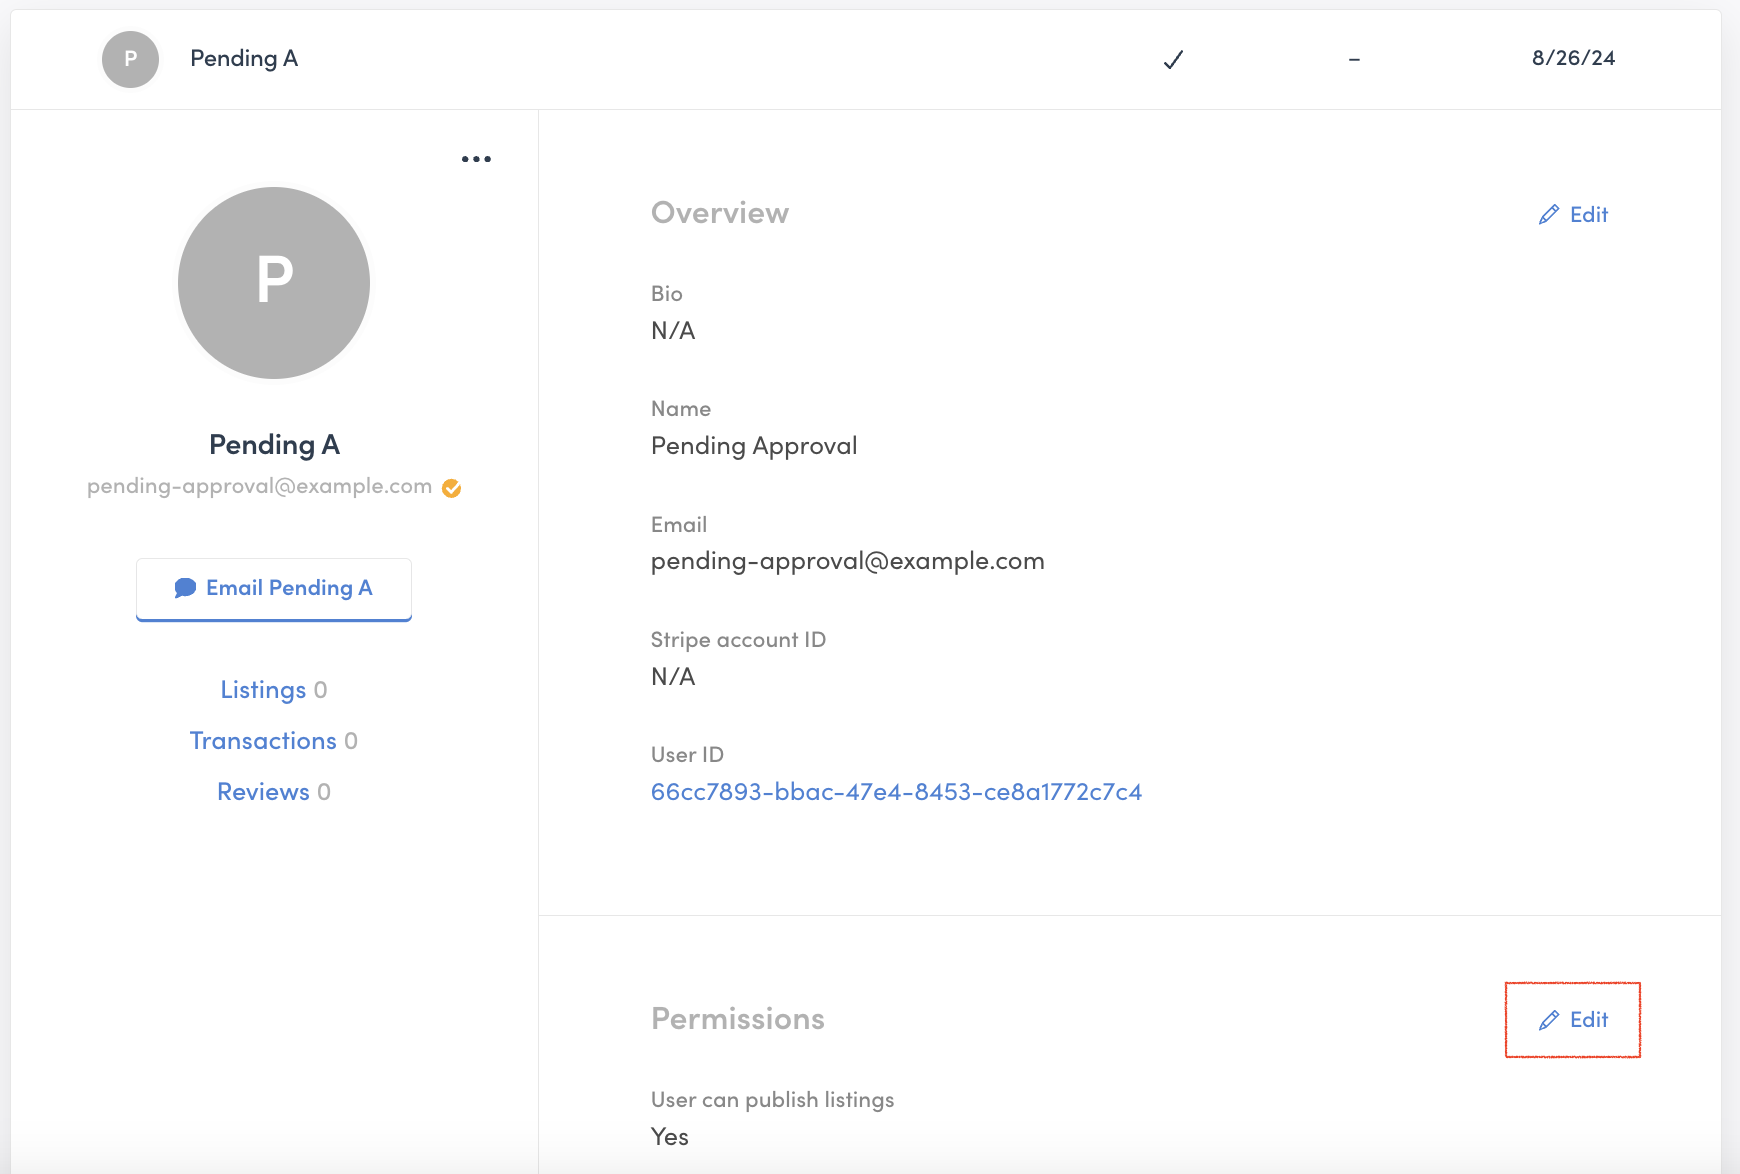 P Pending A – 8/26/24
P
Pending A
pending-approval@example.com
Email Pending A
Listings 0
Transactions 0
Reviews 0
Overview
Edit
Bio
N/A
Name
Pending Approval
Email
pending-approval@example.com
Stripe account ID
N/A
User ID
66cc7893-bbac-47e4-8453-ce8a1772c7c4
Permissions
Edit
User can publish listings
Yes